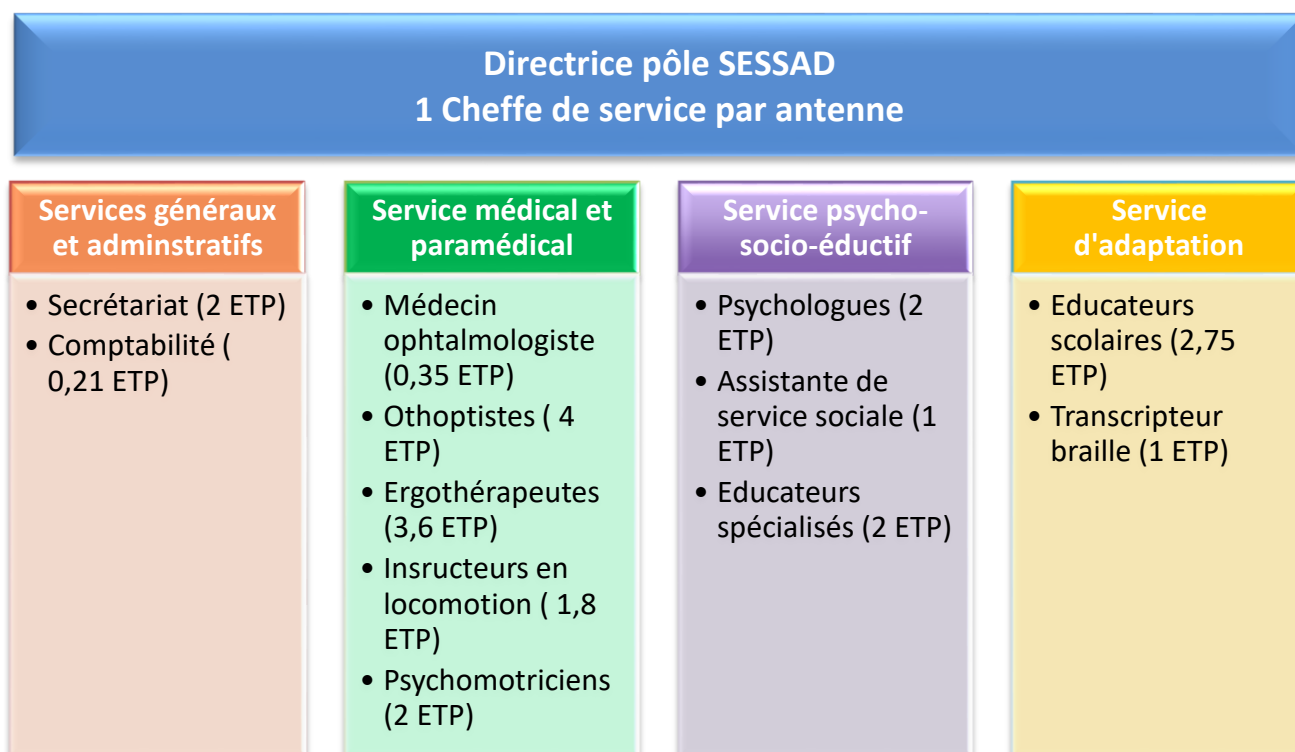 Directrice pôle SESSAD
1 Cheffe de service par antenne
Services généraux
et adminstratifs
• Secrétariat (2 ETP)
• Comptabilité (
0,21 ETP)
Service médical et
paramédical
• Médecin
ophtalmologiste
(0,35 ETP)
• Othoptistes ( 4
ETP)
• Ergothérapeutes
(3,6 ETP)
• Insructeurs en
locomotion ( 1,8
ETP)
• Psychomotriciens
(2 ETP)
Service psycho-
socio-éductif
• Psychologues (2
ETP)
• Assistante de
service sociale (1
ETP)
• Educateurs
spécialisés (2 ETP)
Service
d'adaptation
• Educateurs
scolaires (2,75
ETP)
• Transcripteur
braille (1 ETP)